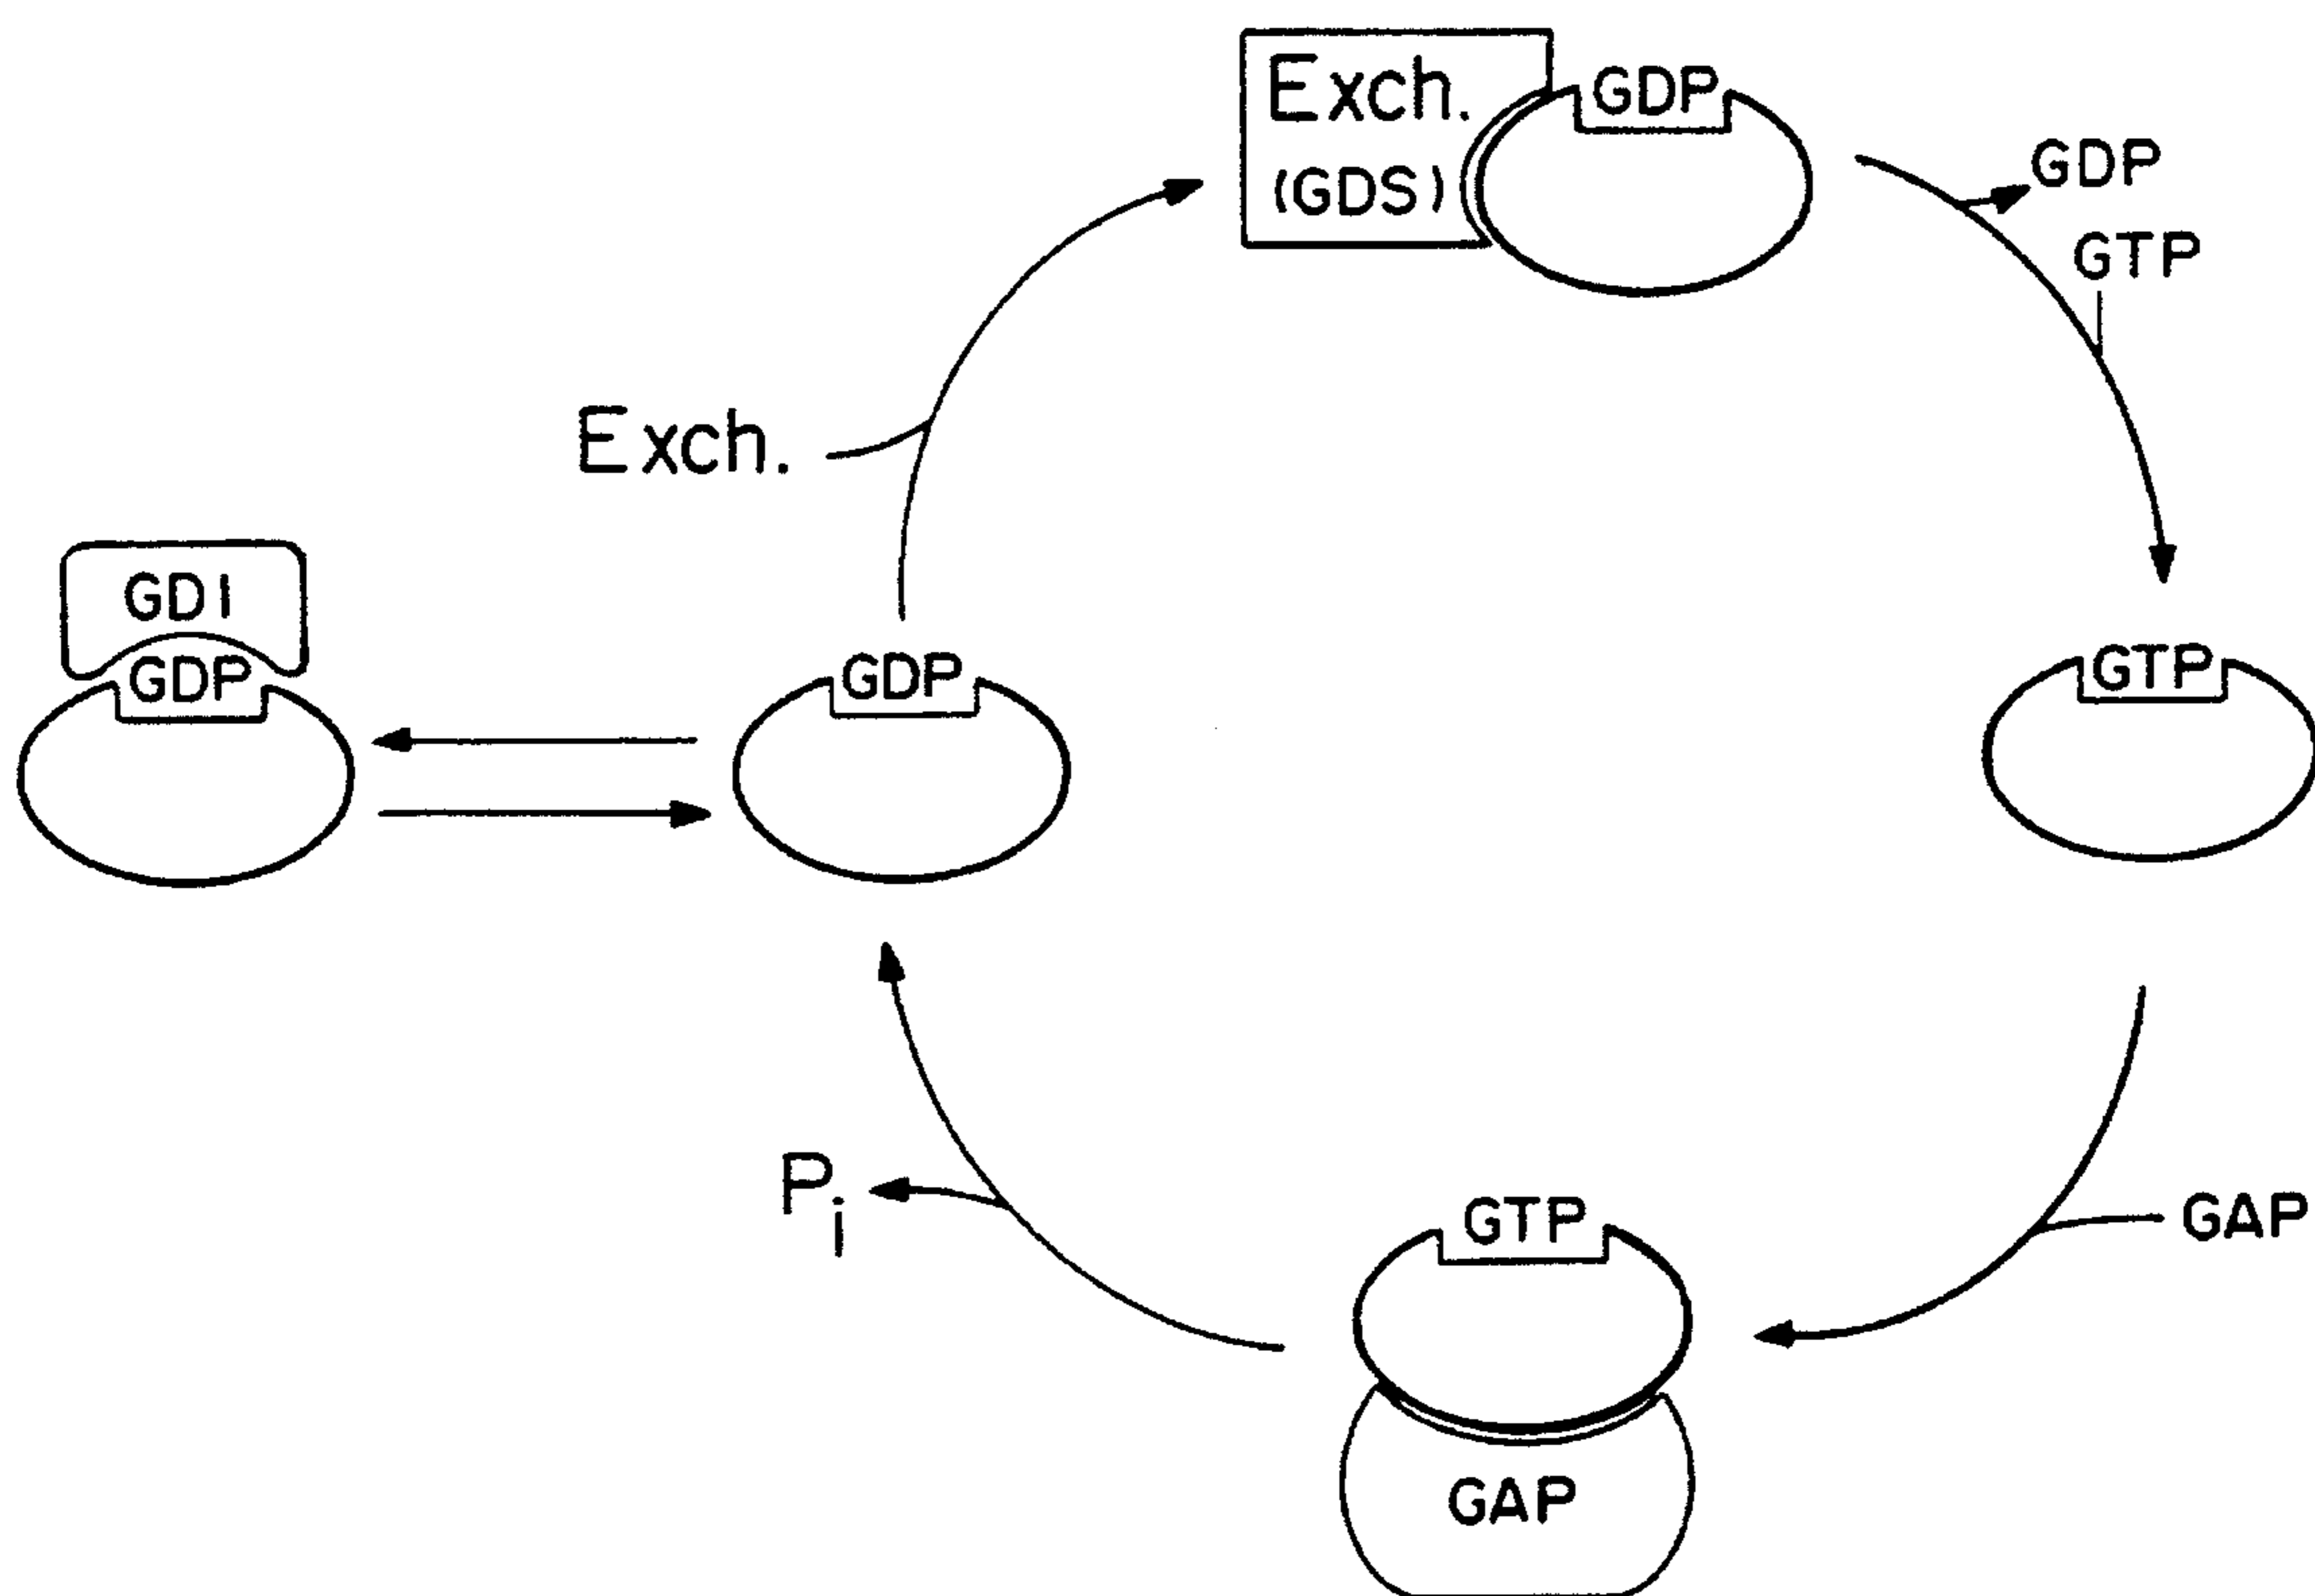 Exch.
(GDS)
GDP
GDP
GTP
Exch.
GDI
GDP
GDP
GTP
Pi
GTP
GAP
GAP